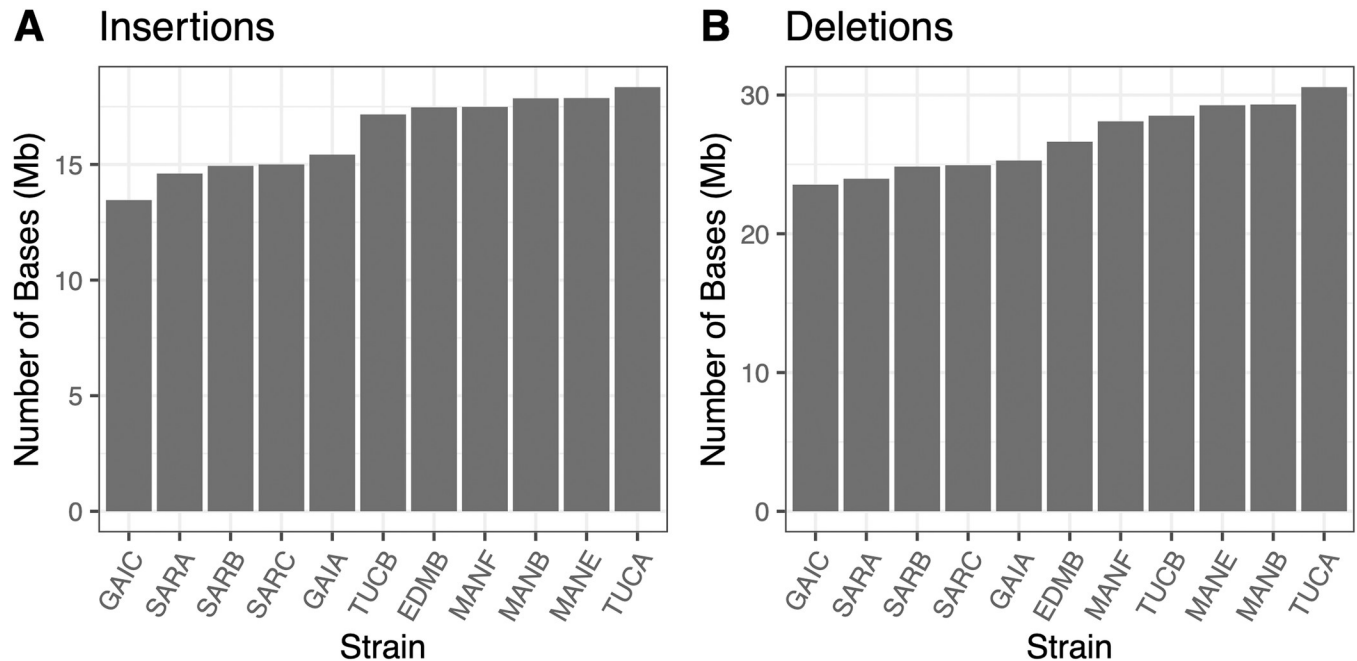 A Insertions
Number of Bases (Mb)
15
10
5
0
GAIC SARA SARB SARC GAIA TUCB EDMB MANF MANB MANE TUCA
Strain
B Deletions
Number of Bases (Mb)
30
20
10
0
GAIC SARA SARB SARC GAIA EDMB MANF TUCB MANE MANB TUCA
Strain